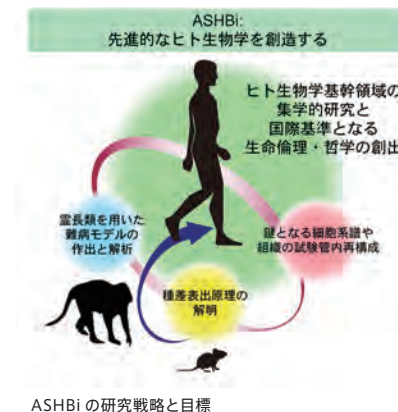 ASHBi:
先進的なヒト生物学を創造する
ヒト生物学基幹領域の
集学的研究と
国際基準となる
生命倫理・哲学の創出
霊長類を用いた
難病モデルの
作出と解析
鍵となる細胞系譜や
組織の試験管内再構成
種差表出原理の
解明
ASHBi の研究戦略と目標